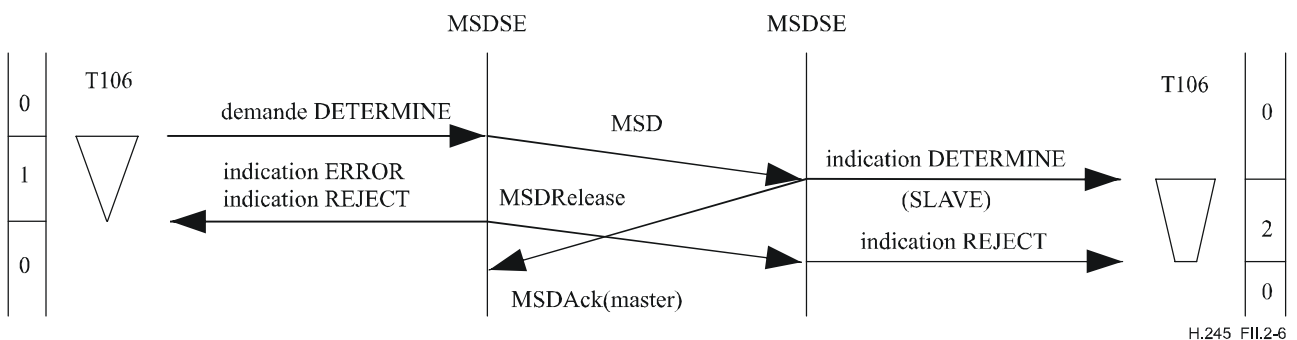 MSDSE
MSDSE
T106
T106
0
demande DETERMINE
MSD
0
indication DETERMINE
1
indication ERROR
indication REJECT
MSDRelease
(SLAVE)
2
indication REJECT
0
MSDAck(master)
0
H.245 FII.2-6